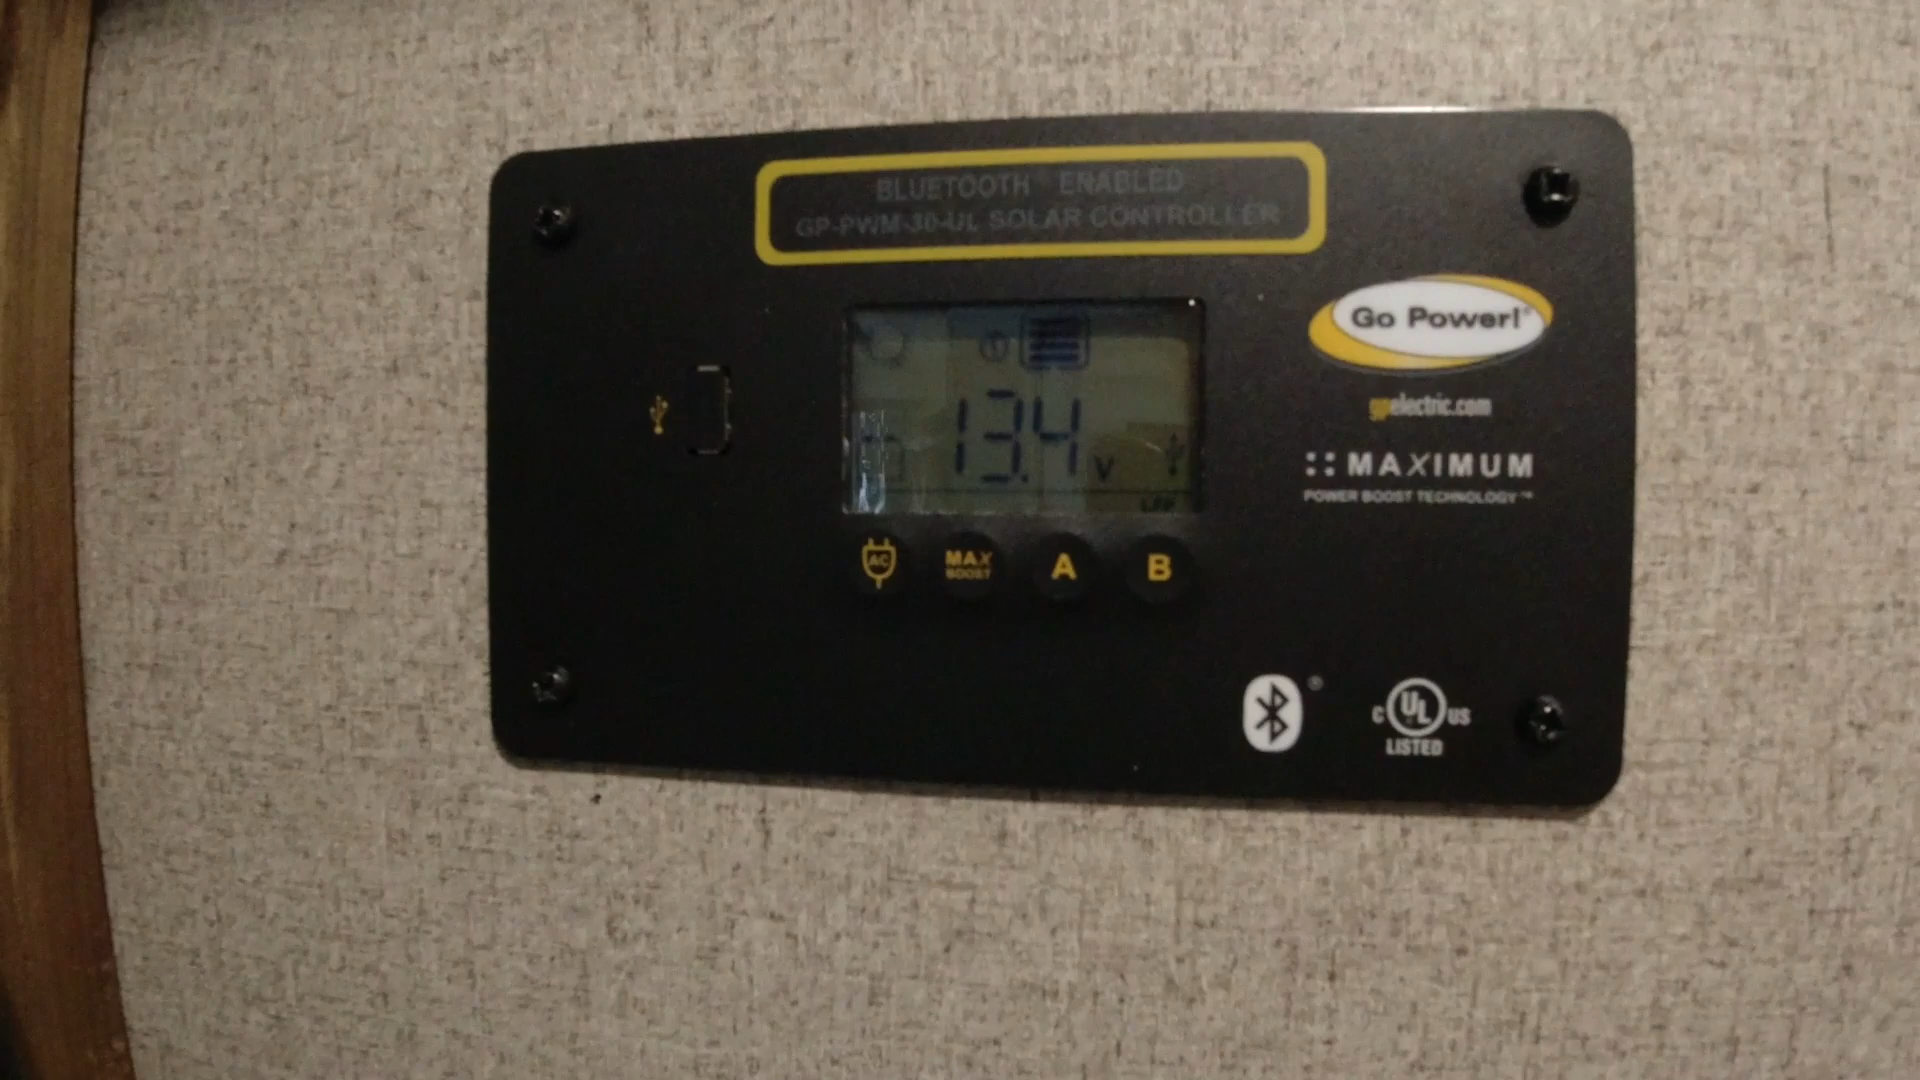 BLUETOOTH ENABLED
GP-PWM-30-UL SOLAR CONTROLLER
Go Power!®
gpelectric.com
MAXIMUM
POWER BOOST TECHNOLOGY™
13.4 V
AC
MAX
BOOST
A
B
®
C UL US
LISTED